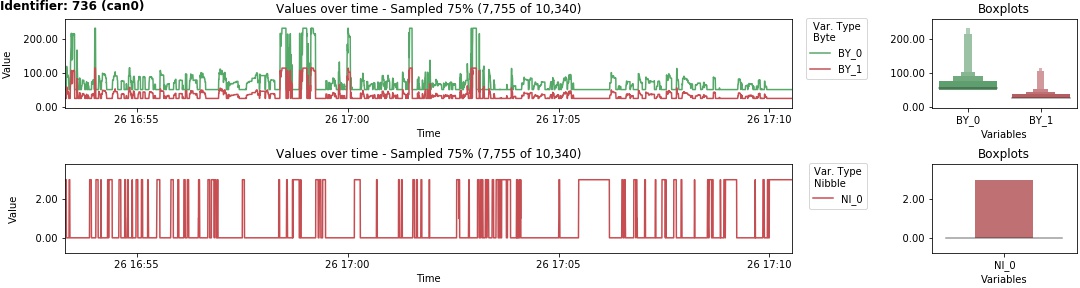 Identifier: 736 (can0)
Values over time - Sampled 75% (7,755 of 10,340)
Boxplots
Value
200.00
100.00
0.00
26 16:55
26 17:00
26 17:05
26 17:10
Time
Var. Type
Byte
BY_0
BY_1
200.00
100.00
0.00
BY_0
BY_1
Variables
Values over time - Sampled 75% (7,755 of 10,340)
Boxplots
Value
2.00
0.00
26 16:55
26 17:00
26 17:05
26 17:10
Time
Var. Type
Nibble
NI_0
2.00
0.00
NI_0
Variables